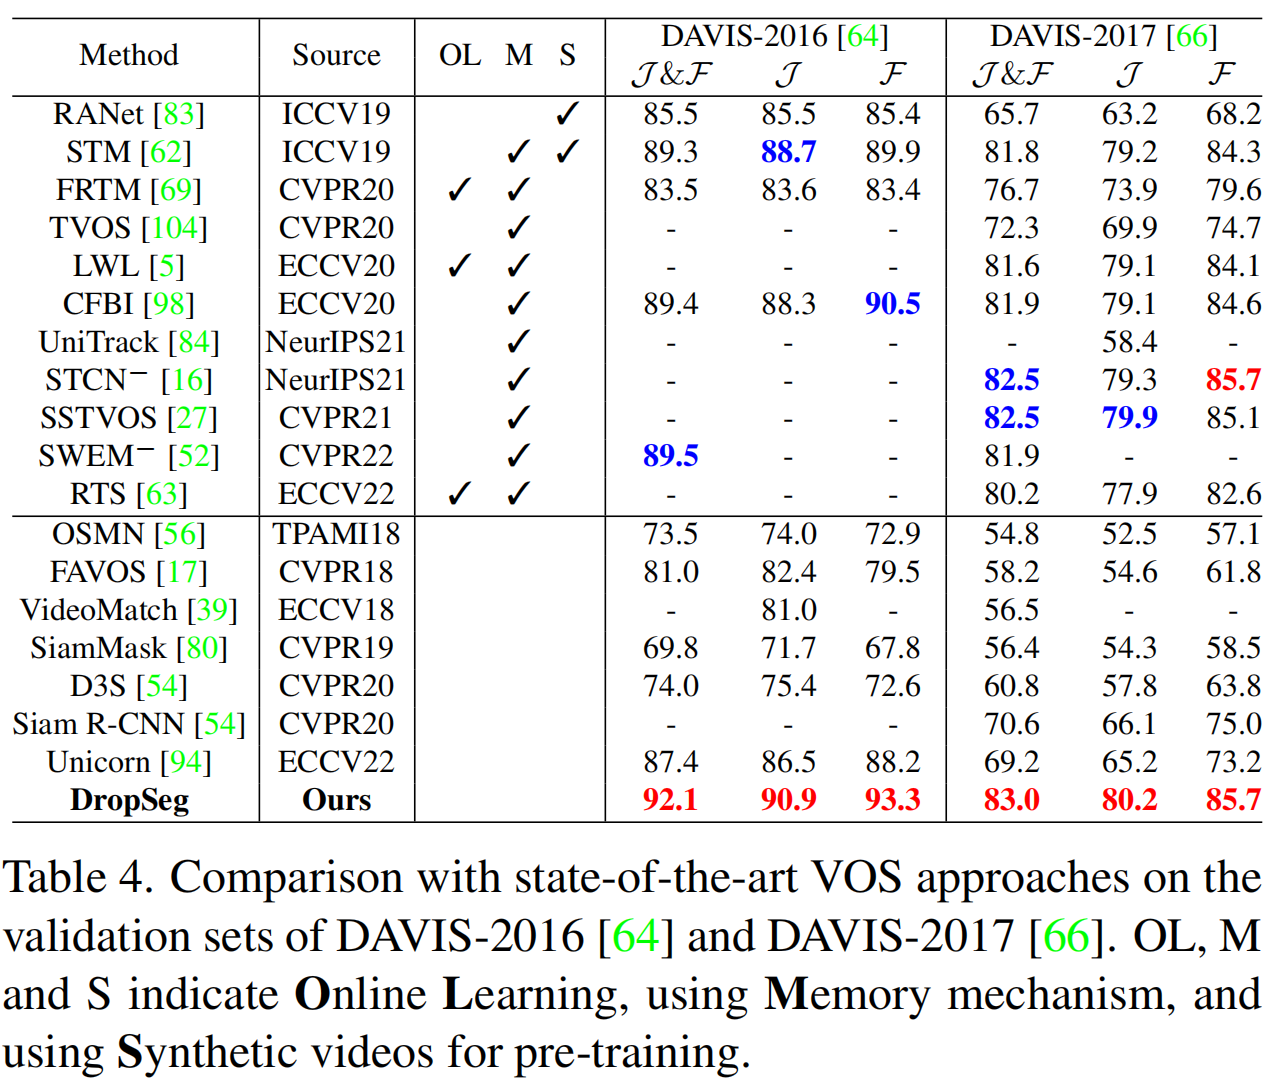 Method Source OL M S DAVIS-2016 [64] DAVIS-2017 [66]
𝒥&ℱ 𝒥 ℱ 𝒥&ℱ 𝒥 ℱ
RANet [83] ICCV19 ✓ 85.5 85.5 85.4 65.7 63.2 68.2
STM [62] ICCV19 ✓ ✓ 89.3 88.7 89.9 81.8 79.2 84.3
FRTM [69] CVPR20 ✓ ✓ 83.5 83.6 83.4 76.7 73.9 79.6
TVOS [104] CVPR20 ✓ - - - 72.3 69.9 74.7
LWL [5] ECCV20 ✓ ✓ - - - 81.6 79.1 84.1
CFBI [98] ECCV20 ✓ 89.4 88.3 90.5 81.9 79.1 84.6
UniTrack [84] NeurIPS21 ✓ - - - - 58.4 -
STCN⁻ [16] NeurIPS21 ✓ - - - 82.5 79.3 85.7
SSTVOS [27] CVPR21 ✓ - - - 82.5 79.9 85.1
SWEM⁻ [52] CVPR22 ✓ 89.5 - - 81.9 - -
RTS [63] ECCV22 ✓ ✓ - - - 80.2 77.9 82.6
OSMN [56] TPAMI18 73.5 74.0 72.9 54.8 52.5 57.1
FAVOS [17] CVPR18 81.0 82.4 79.5 58.2 54.6 61.8
VideoMatch [39] ECCV18 - 81.0 - 56.5 - -
SiamMask [80] CVPR19 69.8 71.7 67.8 56.4 54.3 58.5
D3S [54] CVPR20 74.0 75.4 72.6 60.8 57.8 63.8
Siam R-CNN [54] CVPR20 - - - 70.6 66.1 75.0
Unicorn [94] ECCV22 87.4 86.5 88.2 69.2 65.2 73.2
DropSeg Ours 92.1 90.9 93.3 83.0 80.2 85.7
Table 4. Comparison with state-of-the-art VOS approaches on the
validation sets of DAVIS-2016 [64] and DAVIS-2017 [66]. OL, M
and S indicate Online Learning, using Memory mechanism, and
using Synthetic videos for pre-training.